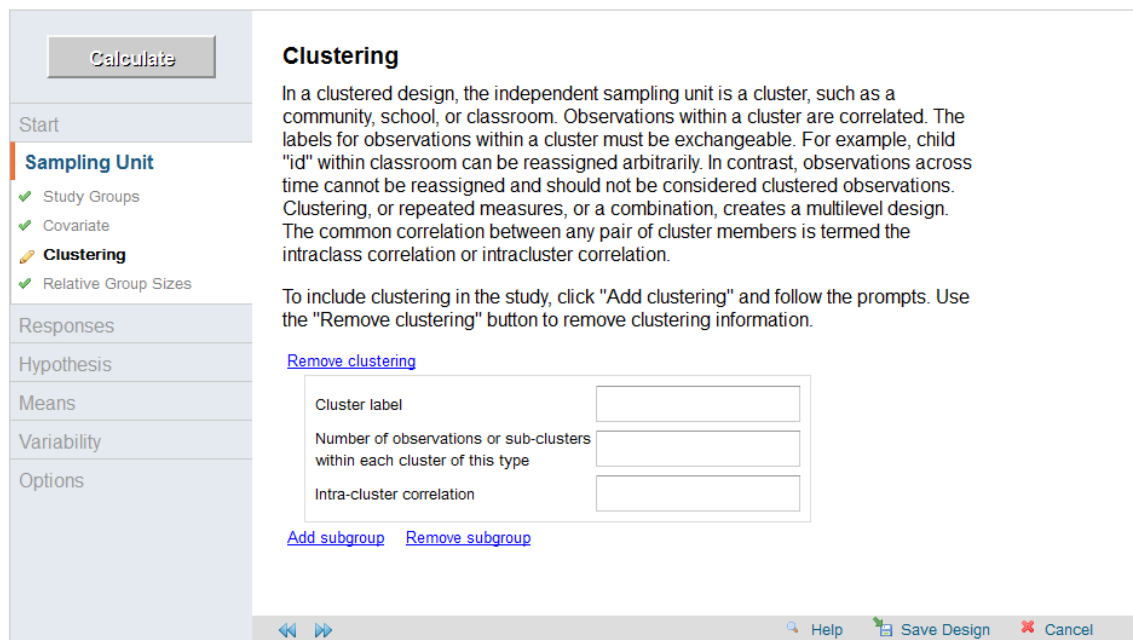 Calculate
Start
Sampling Unit
Study Groups
Covariate
Clustering
Relative Group Sizes
Responses
Hypothesis
Means
Variability
Options
Clustering
In a clustered design, the independent sampling unit is a cluster, such as a
community, school, or classroom. Observations within a cluster are correlated. The
labels for observations within a cluster must be exchangeable. For example, child
"id" within classroom can be reassigned arbitrarily. In contrast, observations across
time cannot be reassigned and should not be considered clustered observations.
Clustering, or repeated measures, or a combination, creates a multilevel design.
The common correlation between any pair of cluster members is termed the
intraclass correlation or intracluster correlation.
To include clustering in the study, click "Add clustering" and follow the prompts. Use
the "Remove clustering" button to remove clustering information.
Remove clustering
Cluster label
Number of observations or sub-clusters
within each cluster of this type
Intra-cluster correlation
Add subgroup Remove subgroup
Help Save Design Cancel